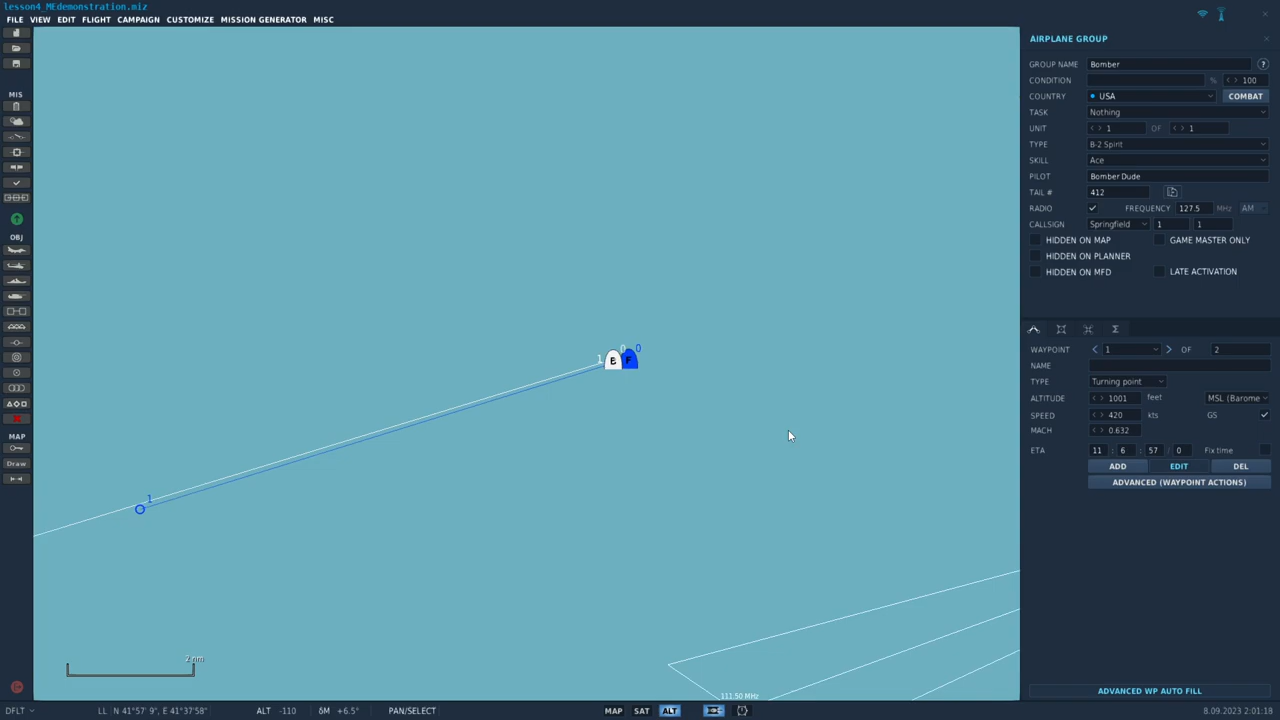 lesson4_MEdemonstration.miz
FILE VIEW EDIT FLIGHT CAMPAIGN CUSTOMIZE MISSION GENERATOR MISC
MIS
OBJ
MAP
Draw
0 0
1 B F
1
2 nm
111.50 MHz
AIRPLANE GROUP
GROUP NAME Bomber ?
CONDITION % <> 100
COUNTRY USA COMBAT
TASK Nothing
UNIT <> 1 OF <> 1
TYPE B-2 Spirit
SKILL Ace
PILOT Bomber Dude
TAIL # 412
RADIO FREQUENCY 127.5 MHz AM
CALLSIGN Springfield 1 1
HIDDEN ON MAP GAME MASTER ONLY
HIDDEN ON PLANNER
HIDDEN ON MFD LATE ACTIVATION
Σ
WAYPOINT < 1 > OF 2
NAME
TYPE Turning point
ALTITUDE <> 1001 feet MSL (Barome
SPEED <> 420 kts GS
MACH <> 0.632
ETA 11 : 6 : 57 / 0 Fix time
ADD EDIT DEL
ADVANCED (WAYPOINT ACTIONS)
ADVANCED WP AUTO FILL
DFLT LL N 41°57' 9", E 41°37'58" ALT -110 δM +6.5° PAN/SELECT MAP SAT ALT 8.09.2023 2:01:18